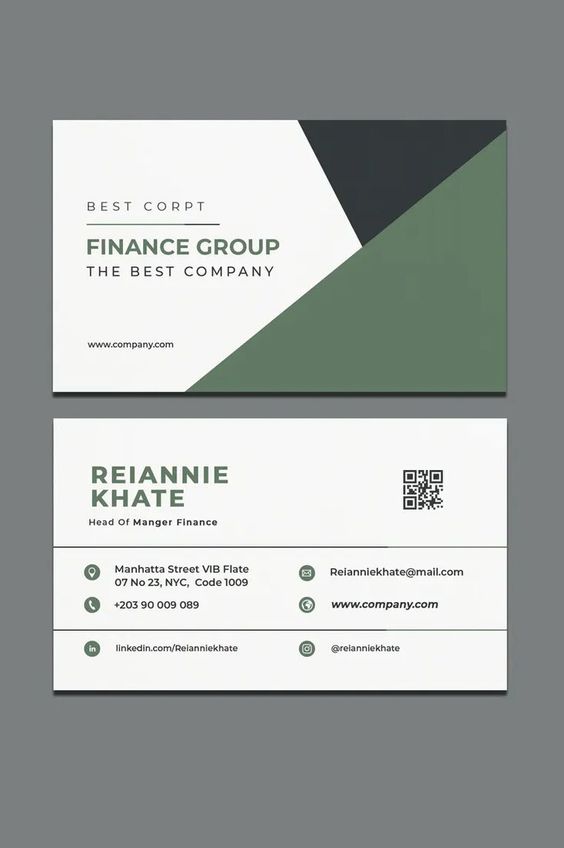 BEST CORPT
FINANCE GROUP
THE BEST COMPANY
www.company.com
REIANNIE
KHATE
Head Of Manger Finance
Manhatta Street VIB Flate
07 No 23, NYC, Code 1009
+203 90 009 089
Reianniekhate@mail.com
www.company.com
linkedin.com/Reianniekhate
@reianniekhate